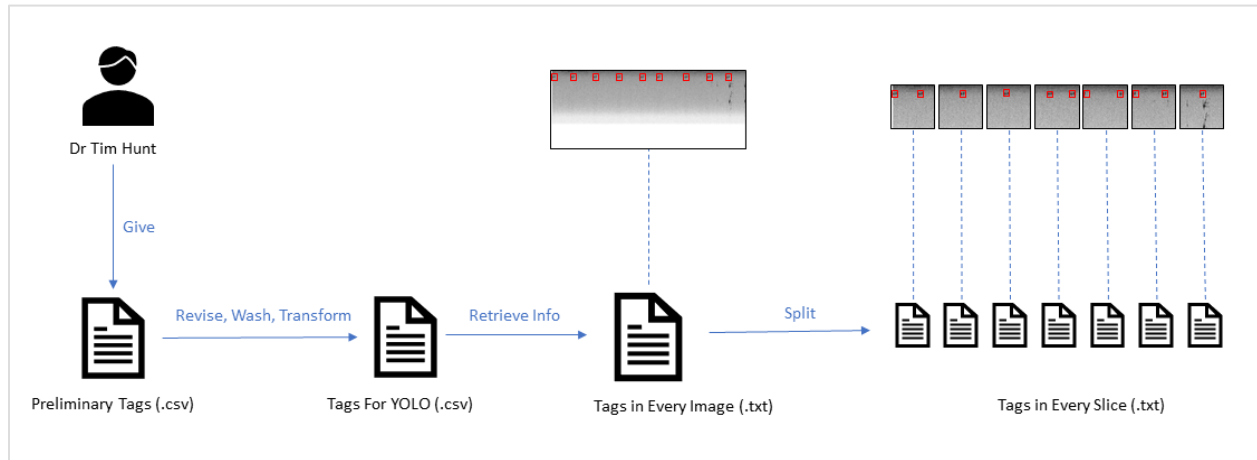 Dr Tim Hunt
Give
Revise, Wash, Transform
Retrieve Info
Split
Preliminary Tags (.csv)
Tags For YOLO (.csv)
Tags in Every Image (.txt)
Tags in Every Slice (.txt)